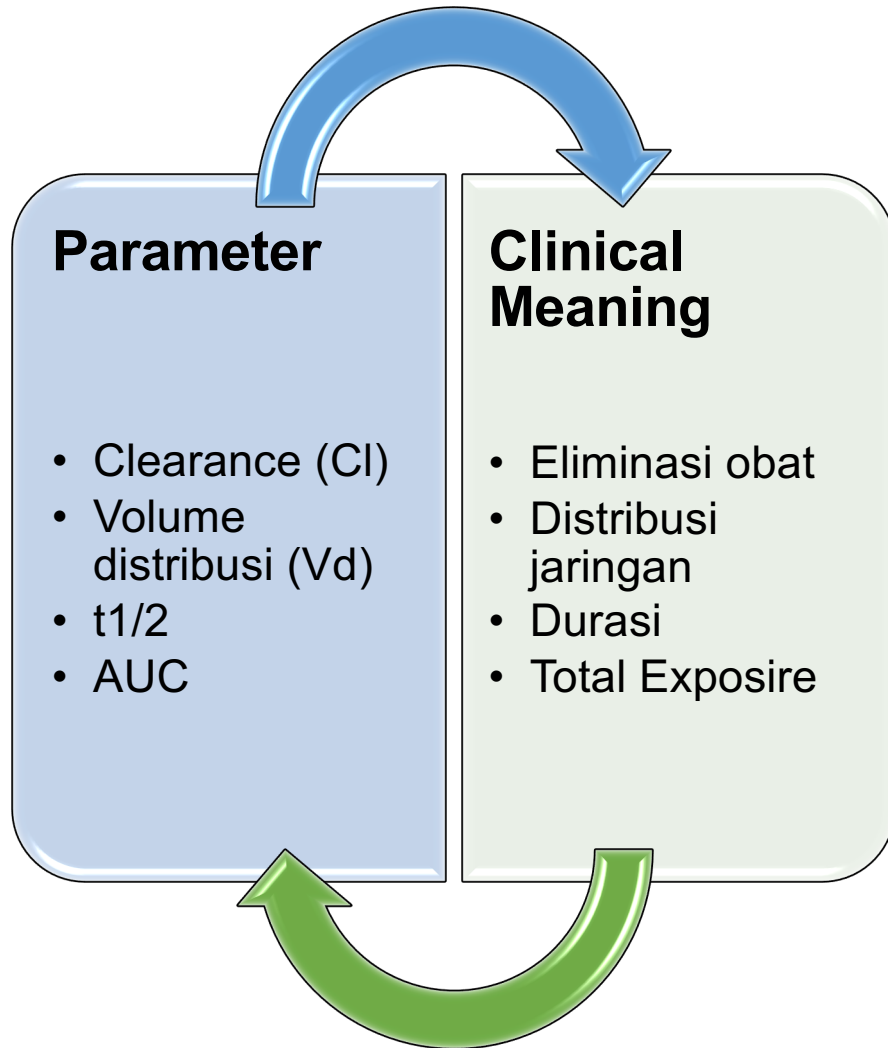 Parameter
• Clearance (Cl)
• Volume
distribusi (Vd)
• t1/2
• AUC
Clinical
Meaning
• Eliminasi obat
• Distribusi
jaringan
• Durasi
• Total Exposire